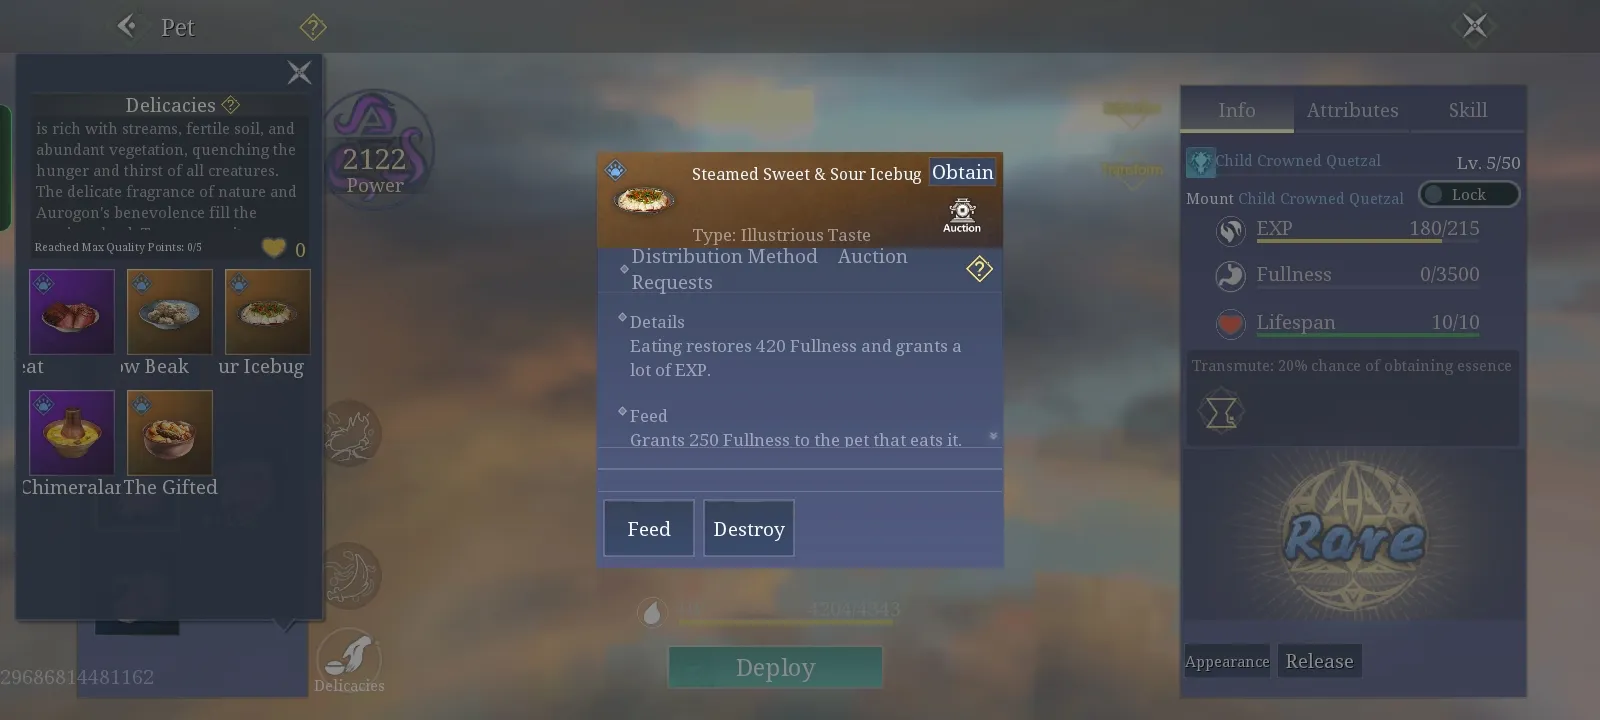 Pet
Delicacies
is rich with streams, fertile soil, and
abundant vegetation, quenching the
hunger and thirst of all creatures.
The delicate fragrance of nature and
Aurogon's benevolence fill the
Reached Max Quality Points: 0/5
0
eat
ow Beak
ur Icebug
Chimeralar
The Gifted
29686814481162
2122
Power
Delicacies
Steamed Sweet & Sour Icebug
Obtain
Type: Illustrious Taste
Auction
Distribution Method Auction
Requests
Details
Eating restores 420 Fullness and grants a
lot of EXP.
Feed
Grants 250 Fullness to the pet that eats it.
Feed
Destroy
4204/4343
Deploy
Transform
Info
Attributes
Skill
Child Crowned Quetzal
Lv. 5/50
Mount Child Crowned Quetzal
Lock
EXP 180/215
Fullness 0/3500
Lifespan 10/10
Transmute: 20% chance of obtaining essence
Rare
Appearance
Release